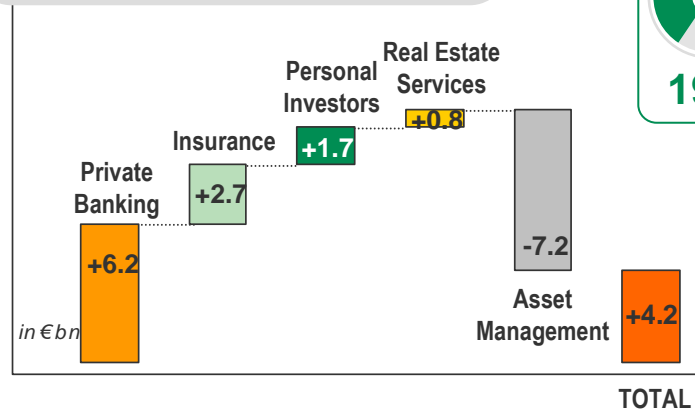 Real Estate
Services
Personal
Investors
+0.8
19
Insurance
+1.7
Private
Banking
+2.7
+6.2
-7.2
Asset
Management
+4.2
in €bn
TOTAL